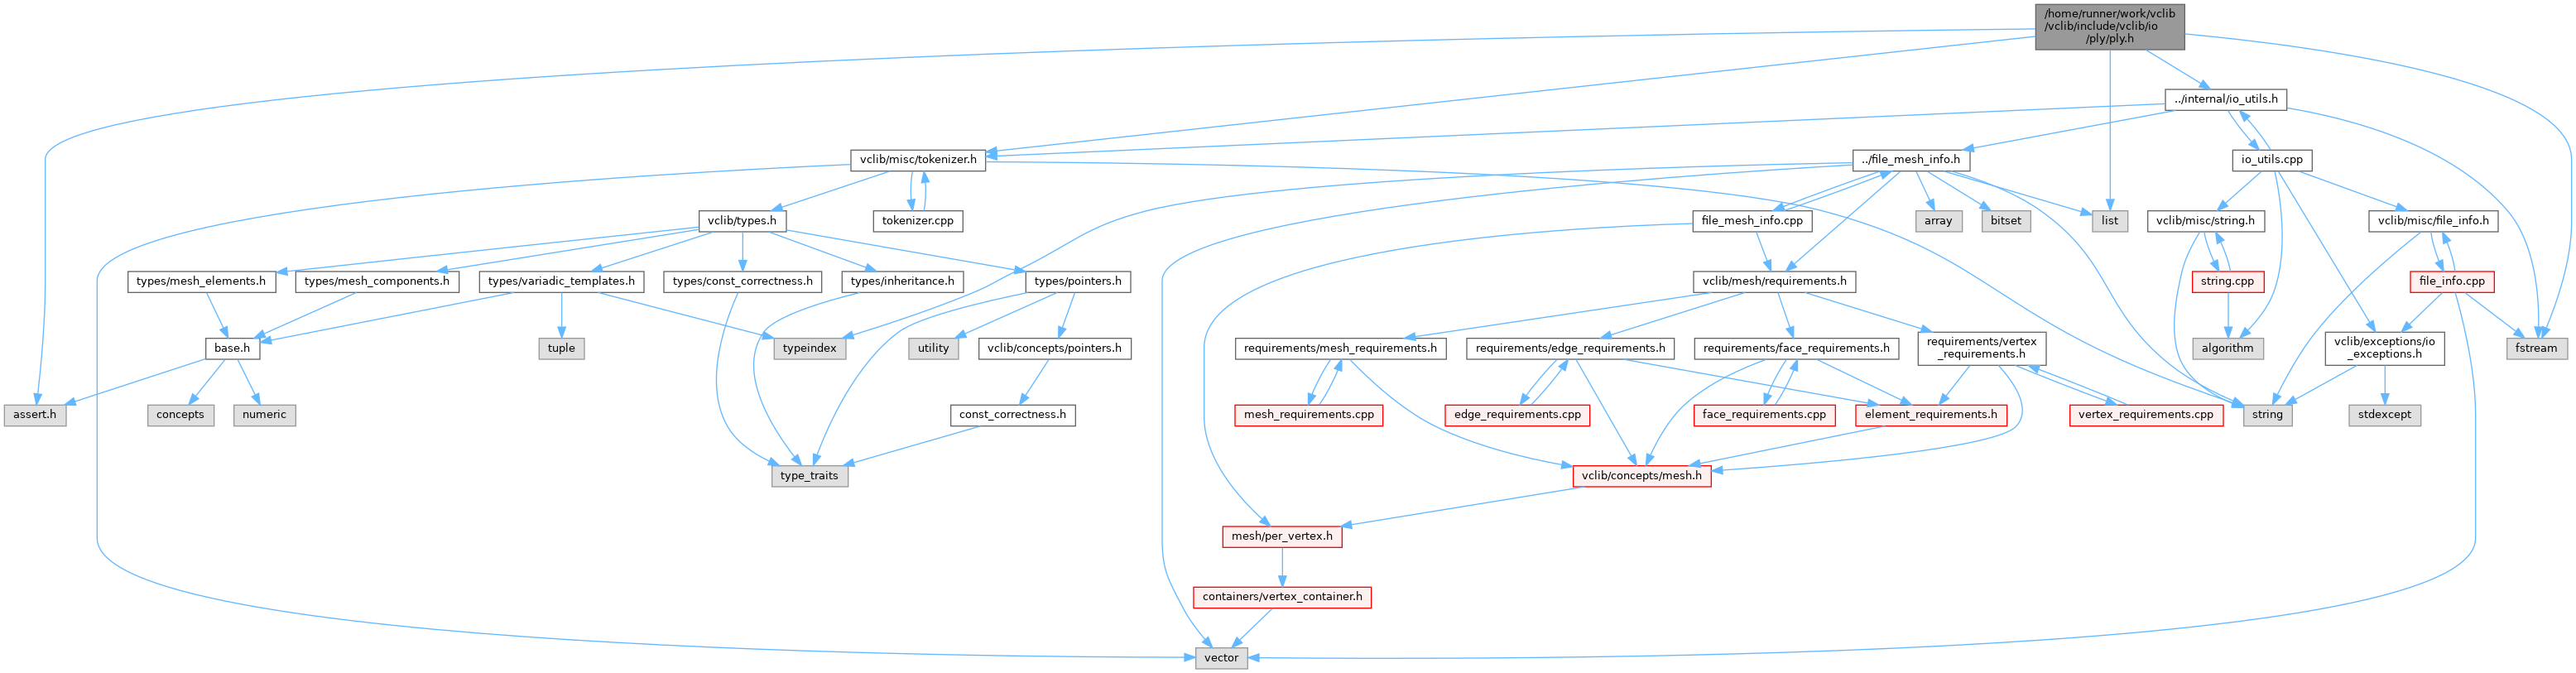 /home/runner/work/vclib
/vclib/include/vclib/io
/ply/ply.h
../internal/io_utils.h
vclib/misc/tokenizer.h
../file_mesh_info.h
io_utils.cpp
vclib/types.h
tokenizer.cpp
file_mesh_info.cpp
array
bitset
list
vclib/misc/string.h
vclib/misc/file_info.h
types/mesh_elements.h
types/mesh_components.h
types/variadic_templates.h
types/const_correctness.h
types/inheritance.h
types/pointers.h
vclib/mesh/requirements.h
string.cpp
file_info.cpp
base.h
tuple
typeindex
utility
vclib/concepts/pointers.h
requirements/mesh_requirements.h
requirements/edge_requirements.h
requirements/face_requirements.h
requirements/vertex
_requirements.h
algorithm
vclib/exceptions/io
_exceptions.h
fstream
assert.h
concepts
numeric
const_correctness.h
mesh_requirements.cpp
edge_requirements.cpp
face_requirements.cpp
element_requirements.h
vertex_requirements.cpp
string
stdexcept
type_traits
vclib/concepts/mesh.h
mesh/per_vertex.h
containers/vertex_container.h
vector